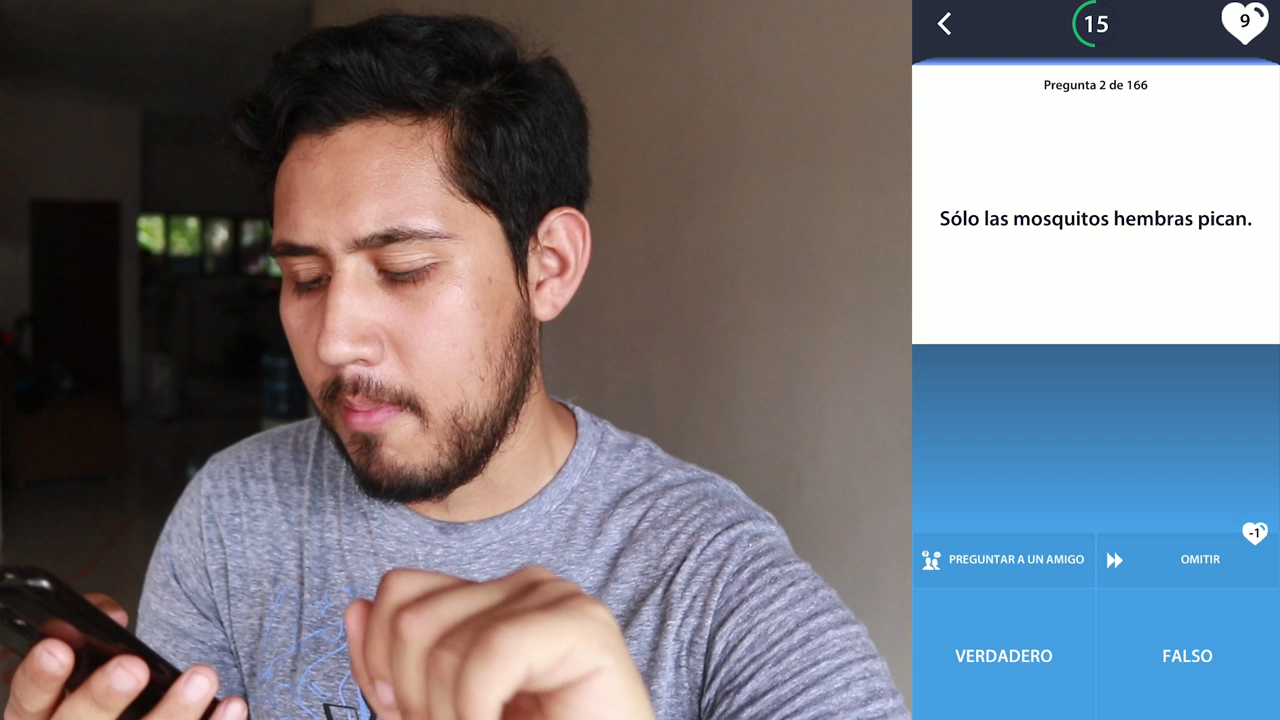 15
9
Pregunta 2 de 166
Sólo las mosquitos hembras pican.
-1
PREGUNTAR A UN AMIGO
OMITIR
VERDADERO
FALSO